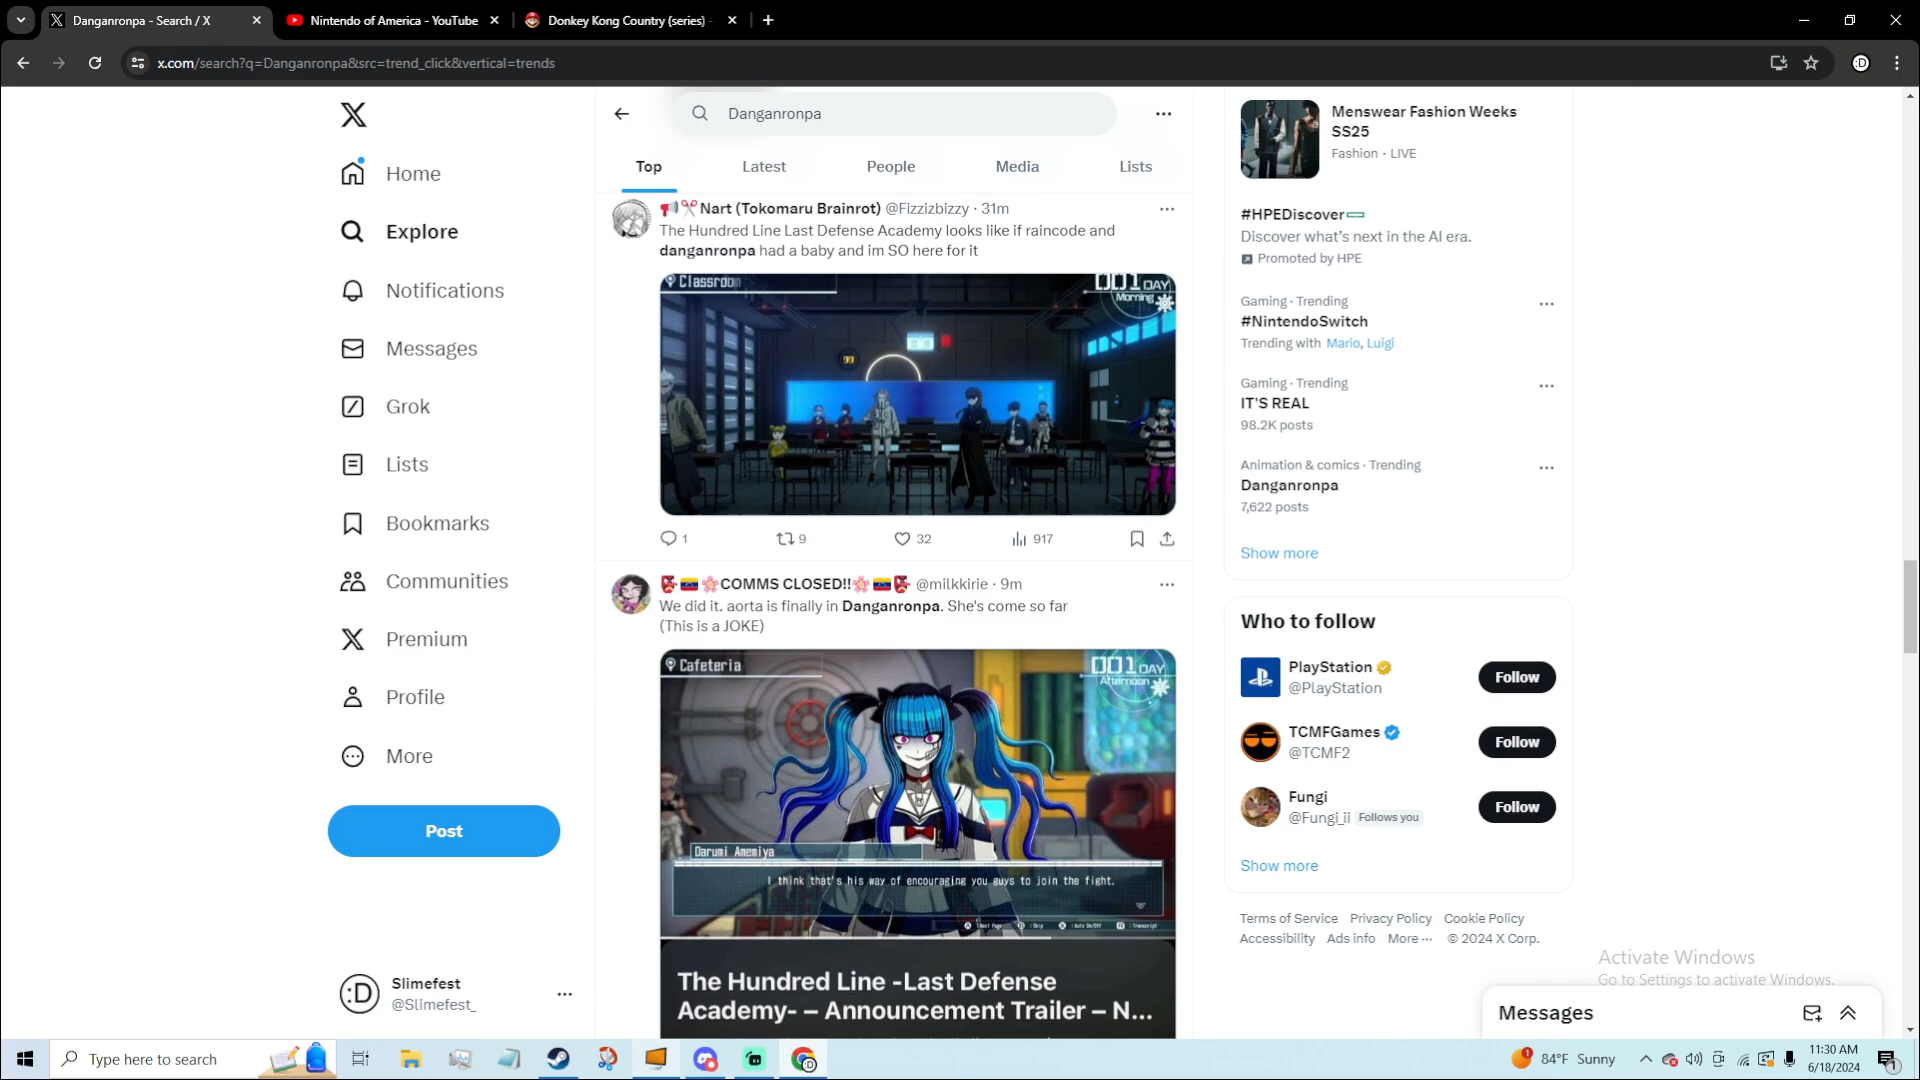 Danganronpa - Search / X
Nintendo of America - YouTube
Donkey Kong Country (series) -
x.com/search?q=Danganronpa&src=trend_click&vertical=trends
Home
Explore
Notifications
Messages
Grok
Lists
Bookmarks
Communities
Premium
Profile
More
Post
:D
Slimefest
@Slimefest_
Danganronpa
Top
Latest
People
Media
Lists
Nart (Tokomaru Brainrot) @Fizzizbizzy · 31m
The Hundred Line Last Defense Academy looks like if raincode and
danganronpa had a baby and im SO here for it
Classroom
001 DAY
Morning
99
1
9
32
917
COMMS CLOSED!! @milkkirie · 9m
We did it. aorta is finally in Danganronpa. She's come so far
(This is a JOKE)
Cafeteria
001 DAY
Afternoon
Darumi Amemiya
I think that's his way of encouraging you guys to join the fight.
Next Page
Skip
Auto On/Off
Transcript
The Hundred Line -Last Defense
Academy- – Announcement Trailer – N...
Menswear Fashion Weeks
SS25
Fashion · LIVE
#HPEDiscover
Discover what's next in the AI era.
Promoted by HPE
Gaming · Trending
#NintendoSwitch
Trending with Mario, Luigi
Gaming · Trending
IT'S REAL
98.2K posts
Animation & comics · Trending
Danganronpa
7,622 posts
Show more
Who to follow
PlayStation
@PlayStation
Follow
TCMFGames
@TCMF2
Follow
Fungi
@Fungi_ii Follows you
Follow
Show more
Terms of Service Privacy Policy Cookie Policy
Accessibility Ads info More ··· © 2024 X Corp.
Activate Windows
Go to Settings to activate Windows.
Messages
Type here to search
1
84°F Sunny
11:30 AM
6/18/2024
1